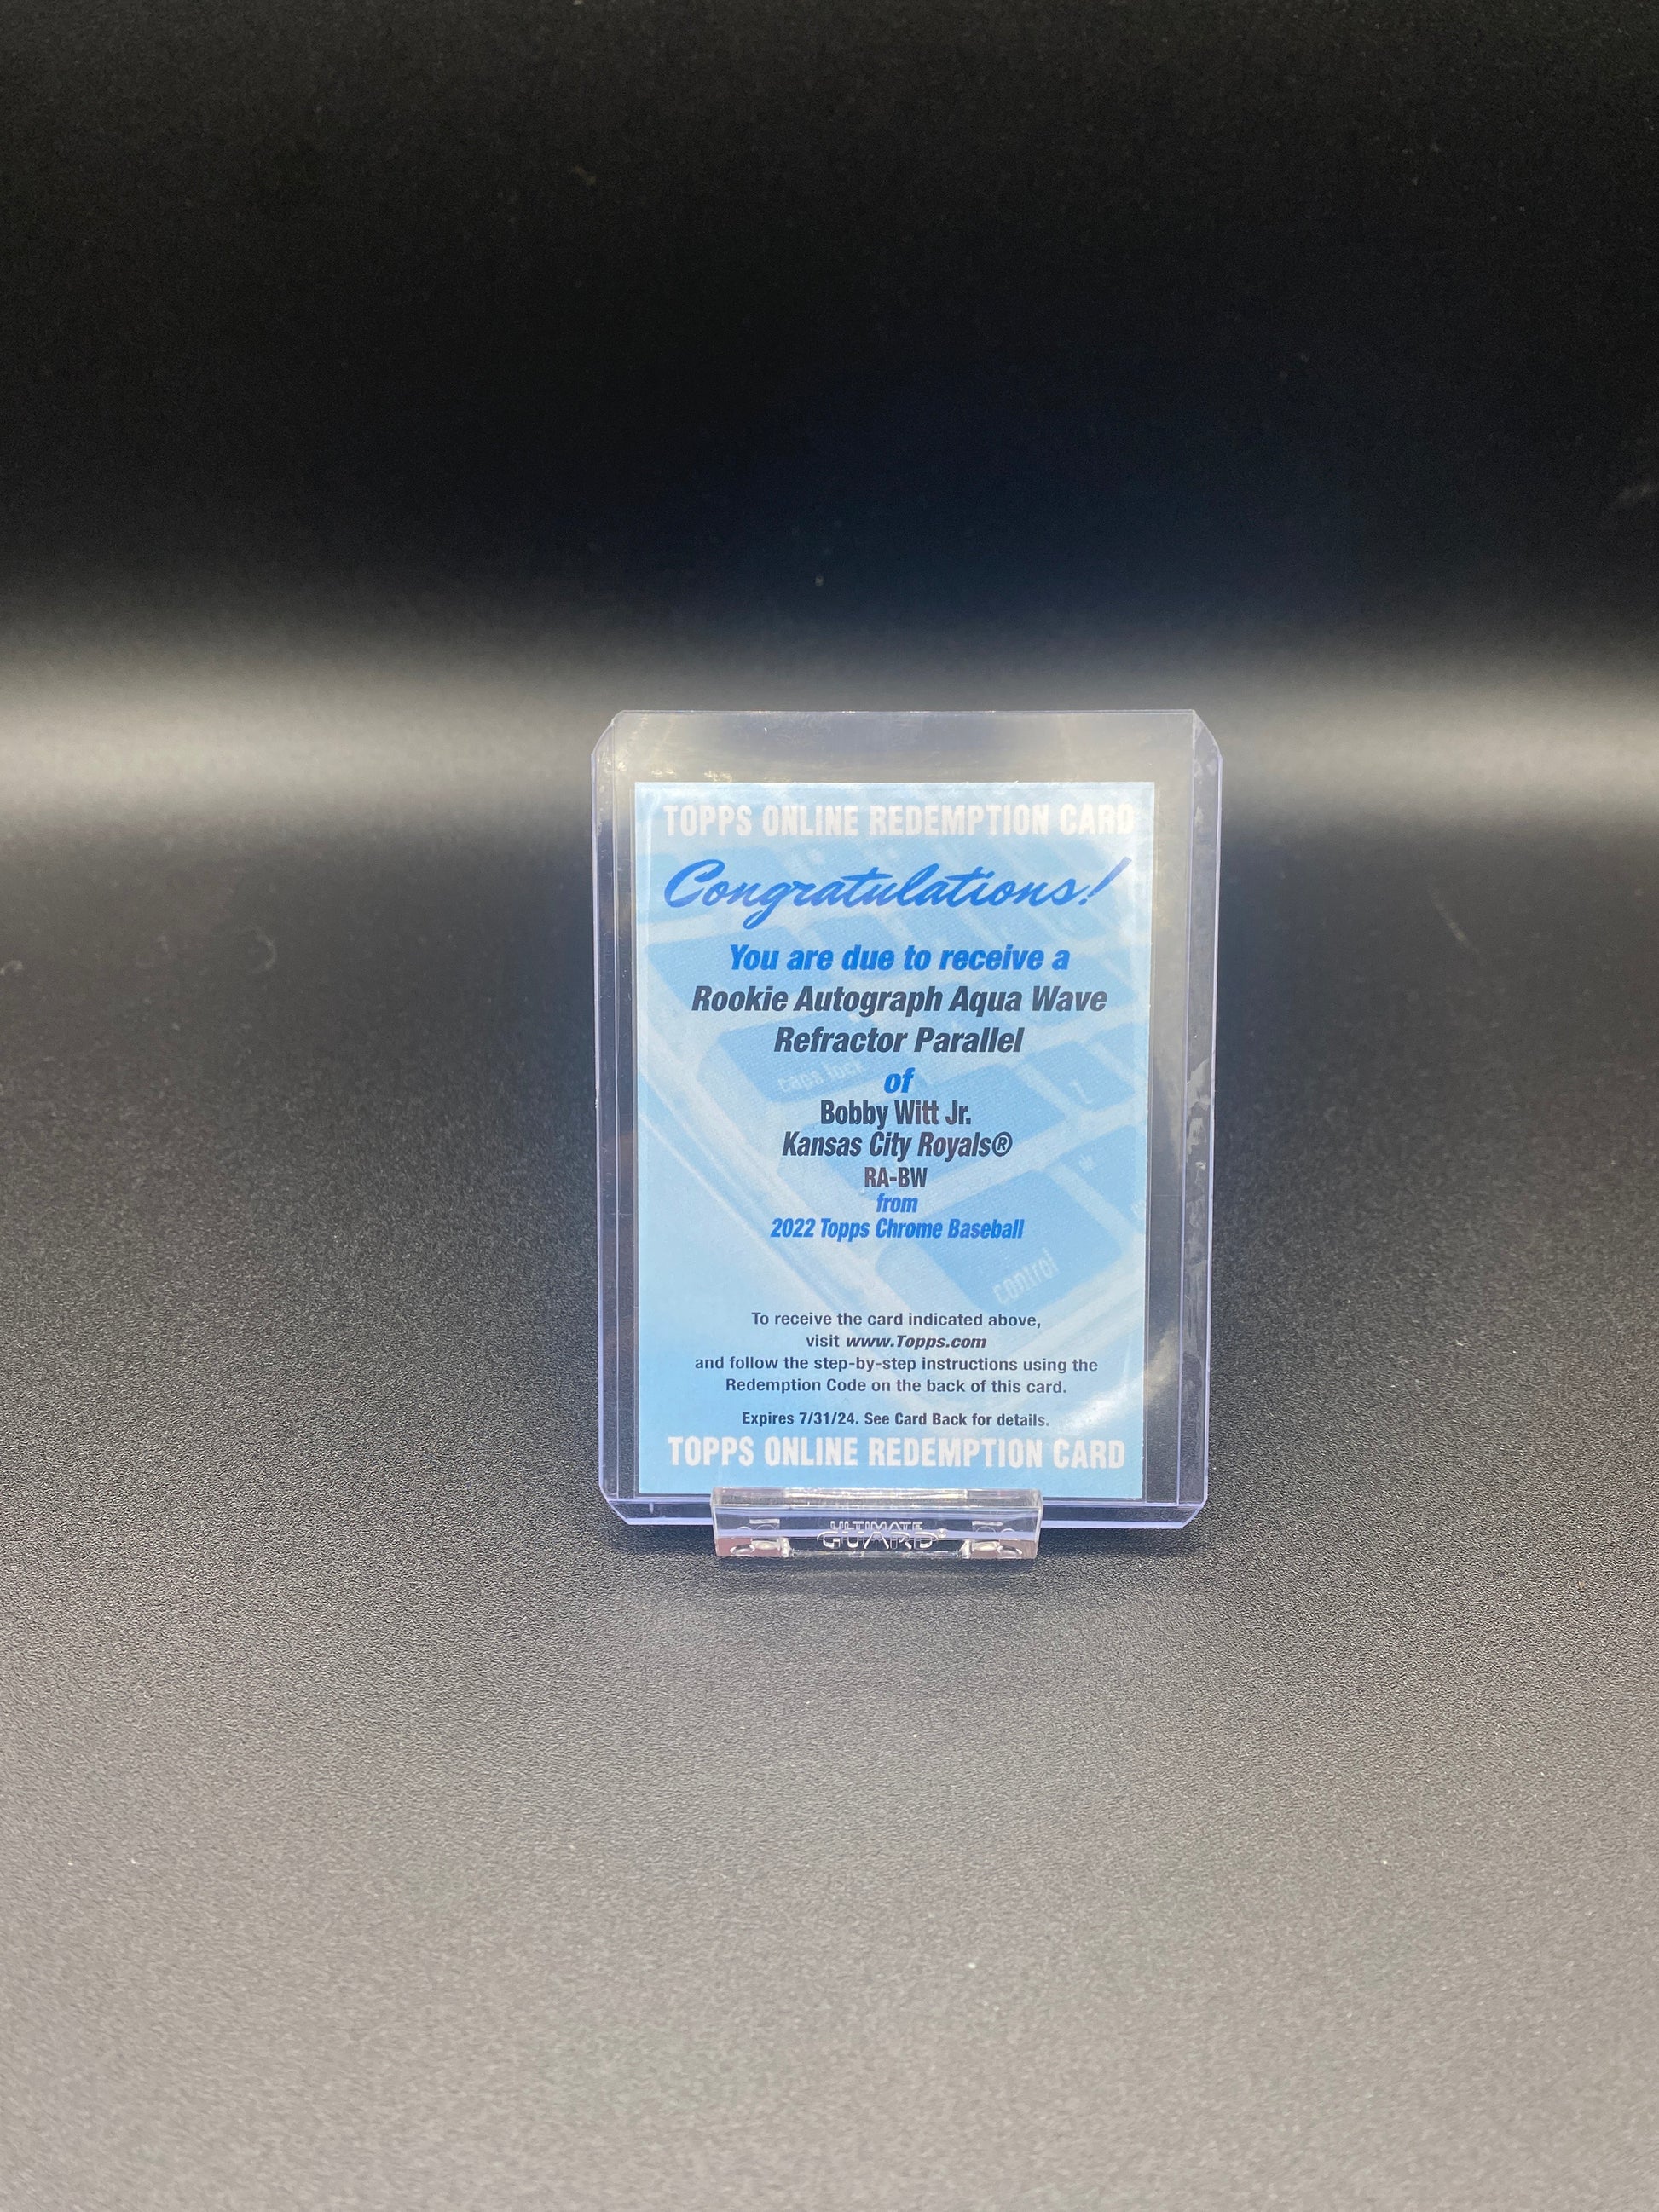 TOPPS ONLINE REDEMPTION CARD
Congratulations!
You are due to receive a
Rookie Autograph Aqua Wave
Refractor Parallel
of
Bobby Witt Jr.
Kansas City Royals®
RA-BW
from
2022 Topps Chrome Baseball
caps lock
Z
control
To receive the card indicated above,
visit www.Topps.com
and follow the step-by-step instructions using the
Redemption Code on the back of this card.
Expires 7/31/24. See Card Back for details.
TOPPS ONLINE REDEMPTION CARD
ULTIMATE
GUARD®